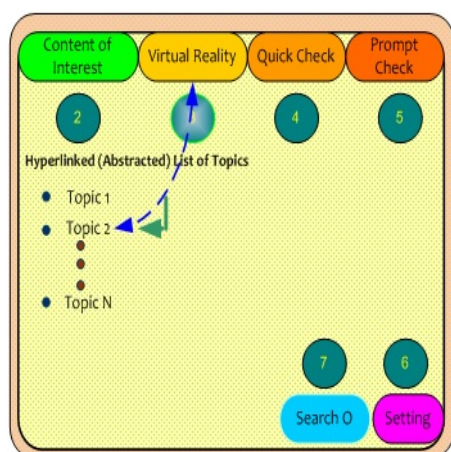 Content of
Interest
Virtual Reality
Quick Check
Prompt
Check
2
4
5
Hyperlinked (Abstracted) List of Topics
Topic 1
Topic 2
Topic N
7
6
Search O
Setting